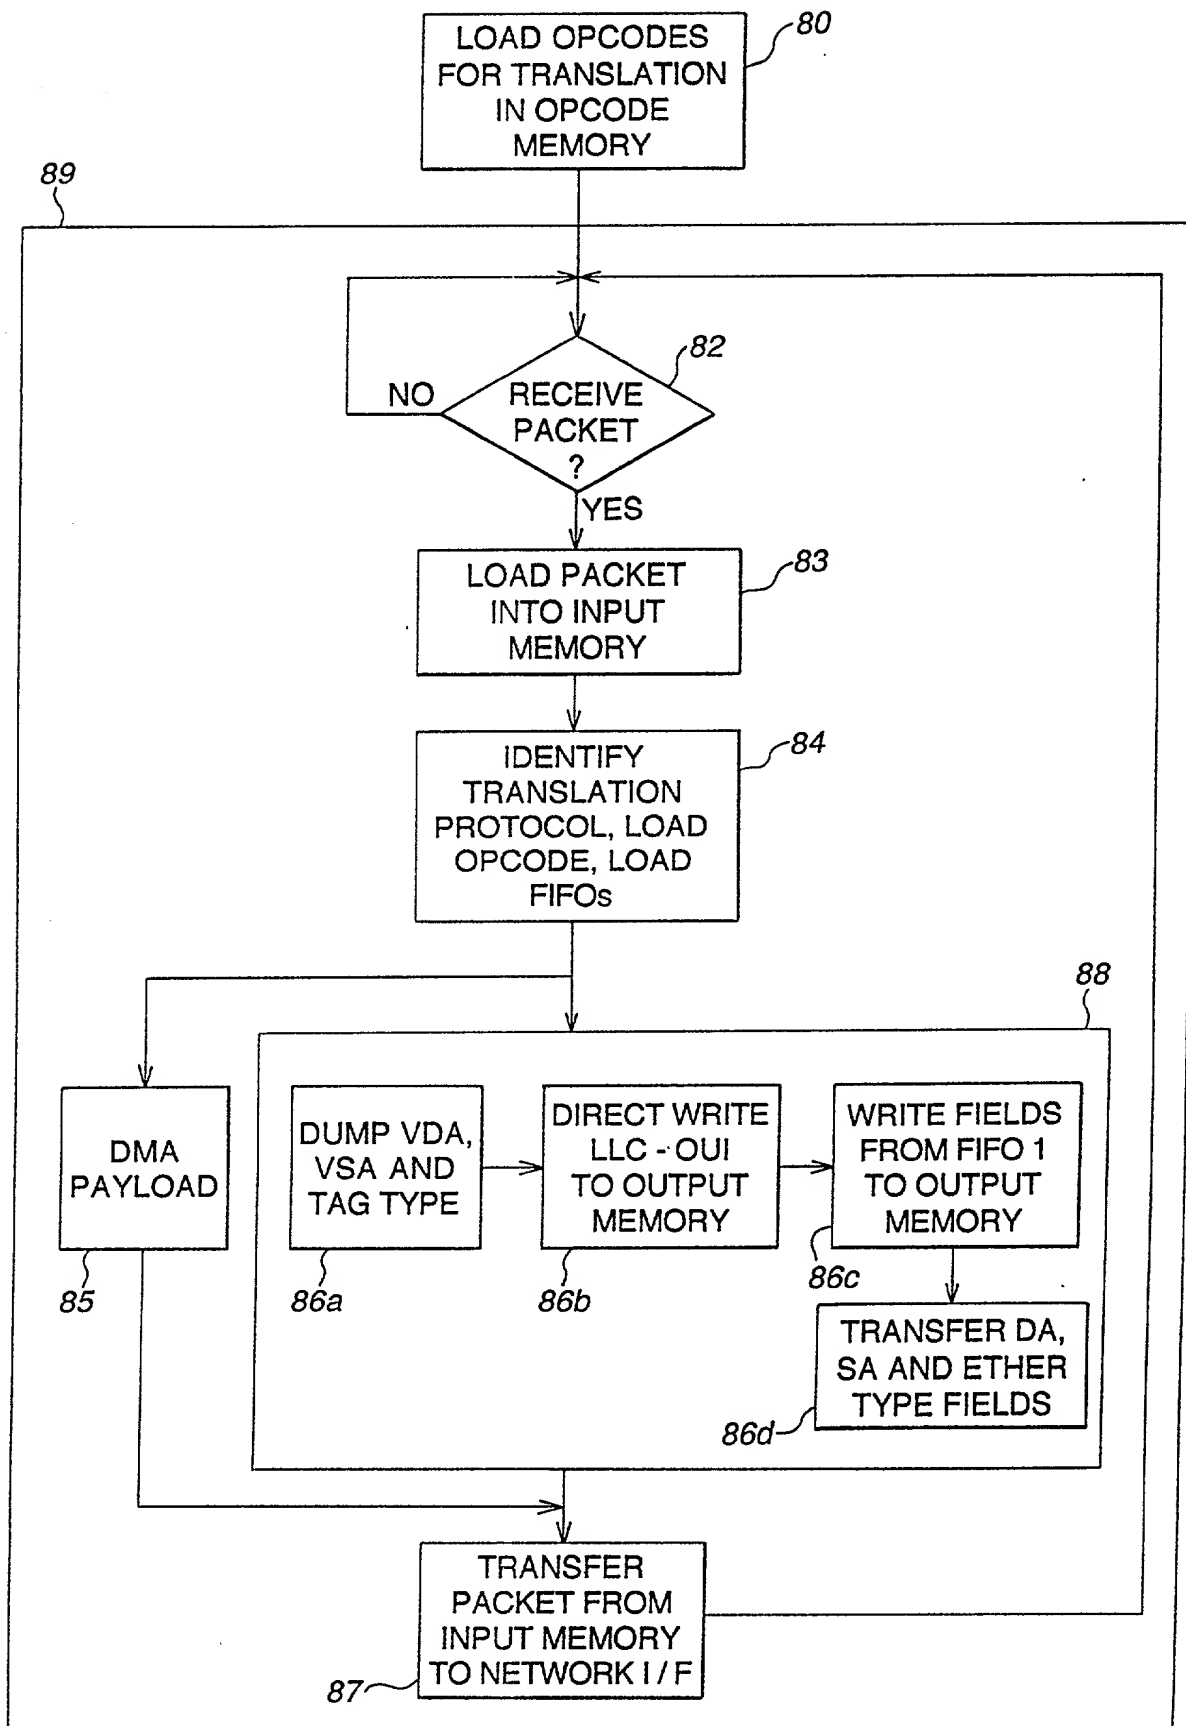 LOAD OPCODES
FOR TRANSLATION
IN OPCODE
MEMORY
80
89
RECEIVE
PACKET
?
82
NO
YES
LOAD PACKET
INTO INPUT
MEMORY
83
IDENTIFY
TRANSLATION
PROTOCOL, LOAD
OPCODE, LOAD
FIFOs
84
88
DMA
PAYLOAD
85
DUMP VDA,
VSA AND
TAG TYPE
86a
DIRECT WRITE
LLC - OUI
TO OUTPUT
MEMORY
86b
WRITE FIELDS
FROM FIFO 1
TO OUTPUT
MEMORY
86c
TRANSFER DA,
SA AND ETHER
TYPE FIELDS
86d
TRANSFER
PACKET FROM
INPUT MEMORY
TO NETWORK I / F
87